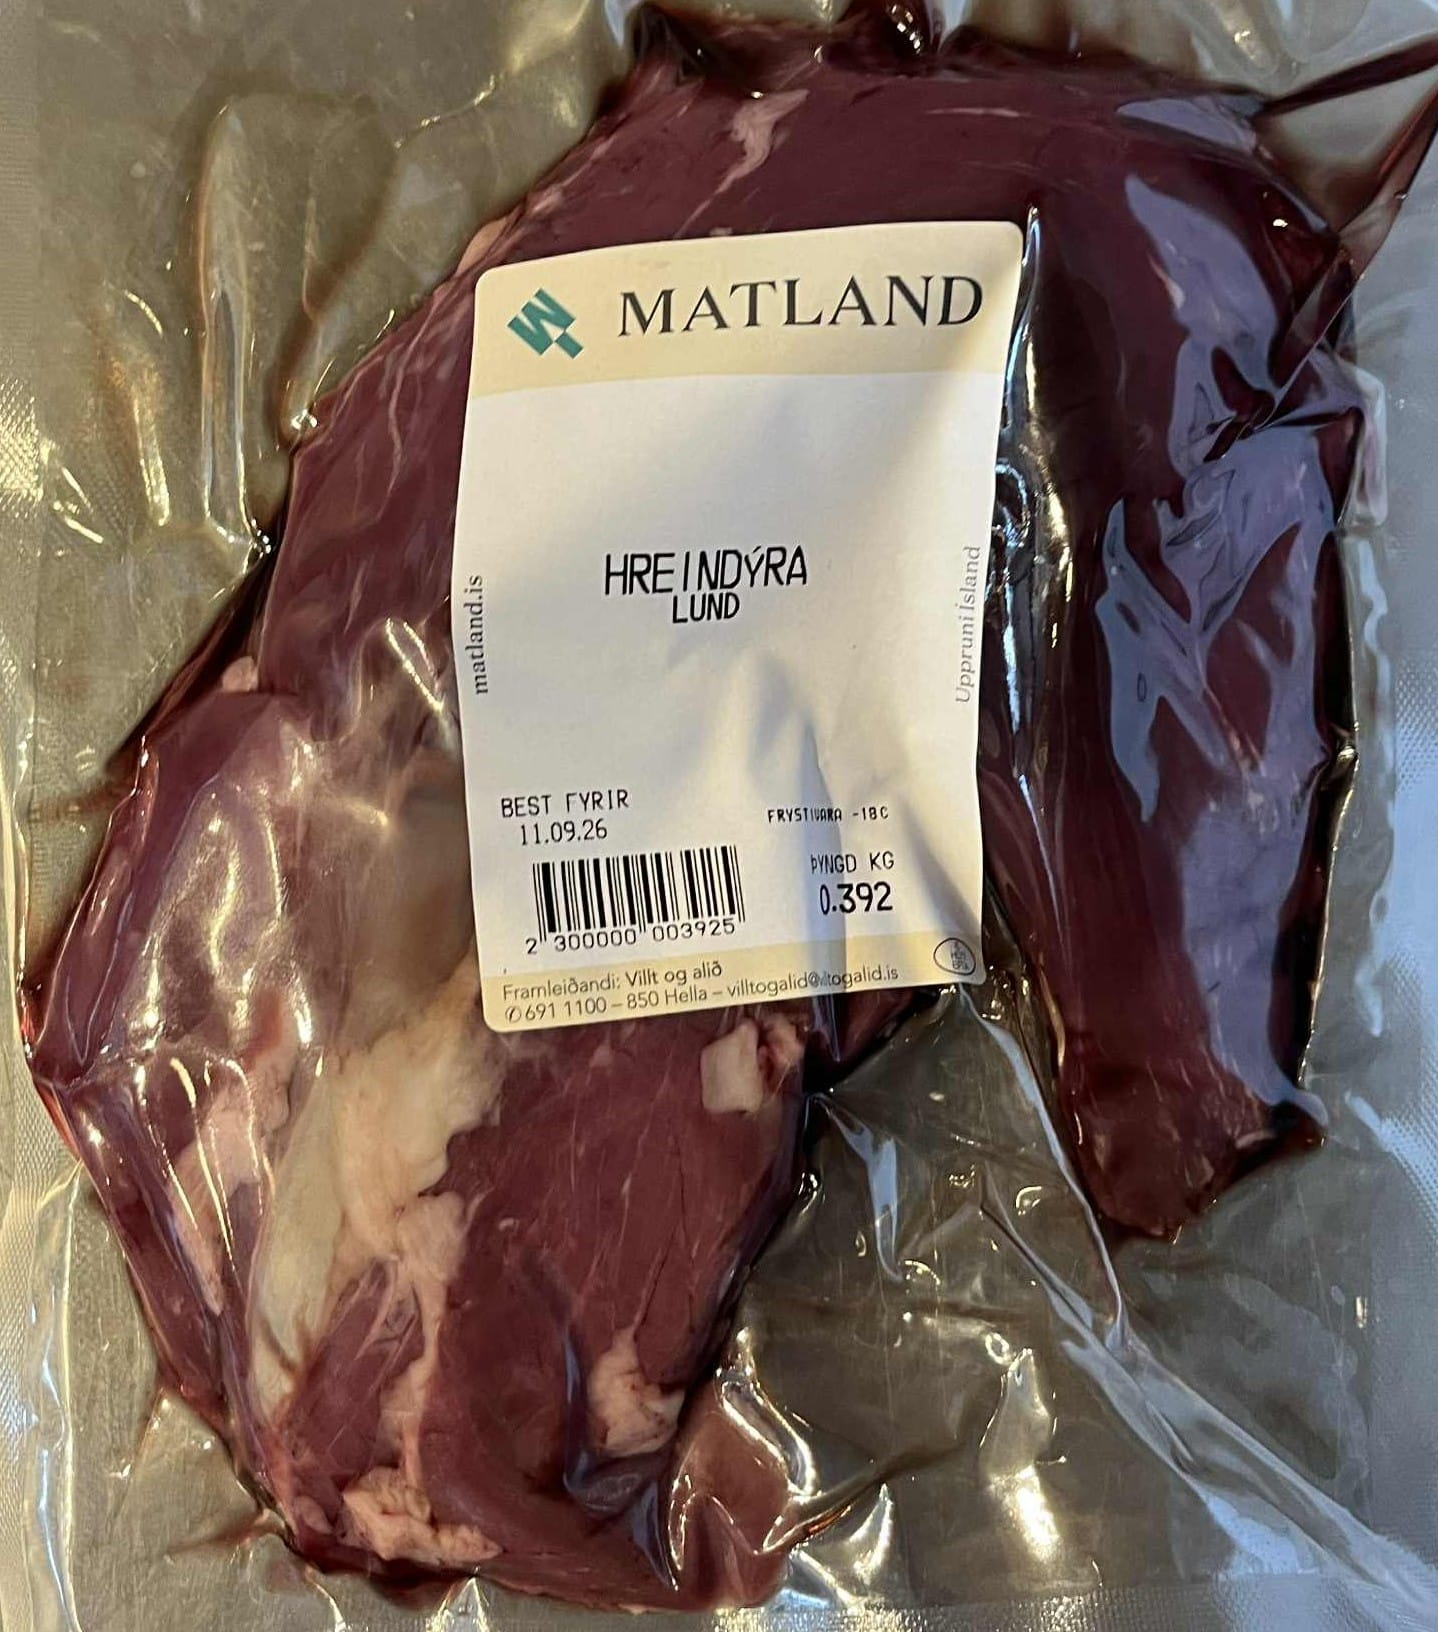 MATLAND
HREINDÝRA
LUND
matland.is
Uppruni Ísland
BEST FYRIR
11.09.26
FRYSTIVARA -18C
ÞYNGD KG
0.392
2 300000 003925
Framleiðandi: Villt og alið
✆ 691 1100 – 850 Hella – villtogalid@villtogalid.is